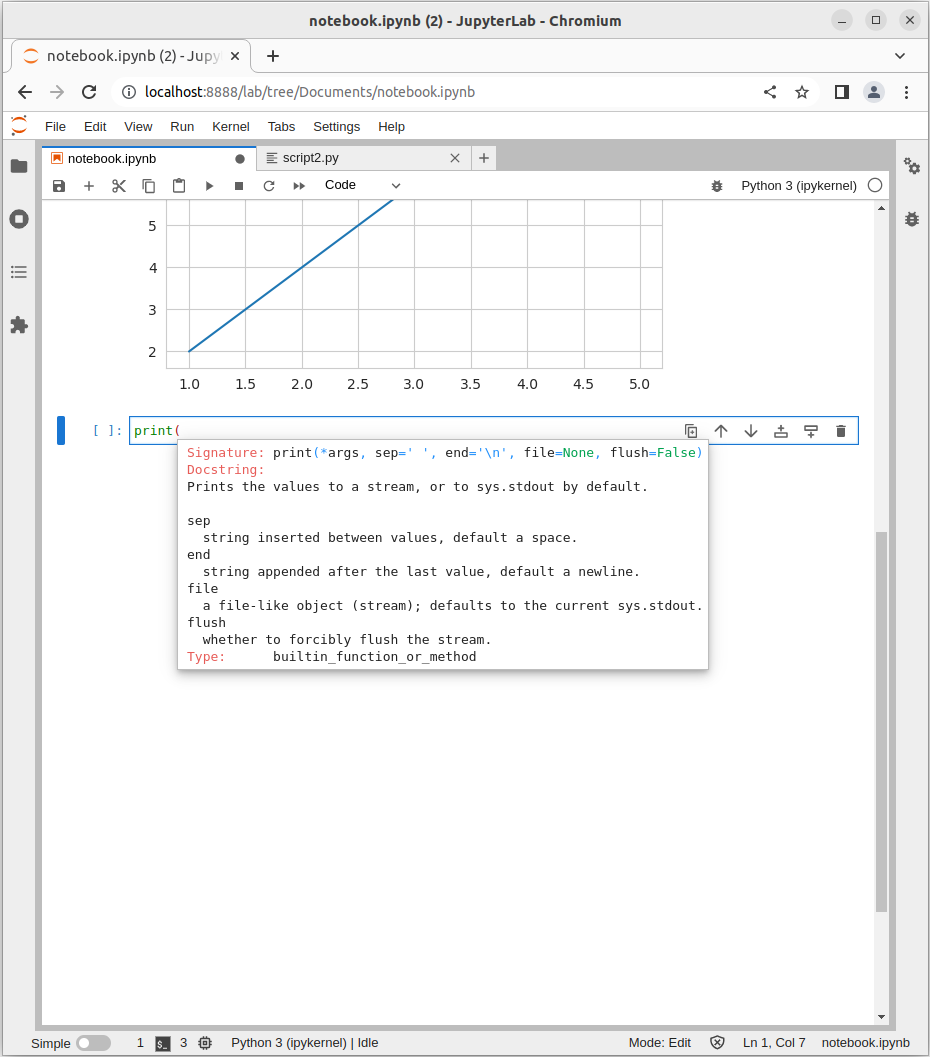 notebook.ipynb (2) - JupyterLab - Chromium
notebook.ipynb (2) - Jupy
localhost:8888/lab/tree/Documents/notebook.ipynb
File Edit View Run Kernel Tabs Settings Help
notebook.ipynb script2.py
Code Python 3 (ipykernel)
5
4
3
2
1.0 1.5 2.0 2.5 3.0 3.5 4.0 4.5 5.0
[ ]: print(
Signature: print(*args, sep=' ', end='\n', file=None, flush=False)
Docstring:
Prints the values to a stream, or to sys.stdout by default.
sep
string inserted between values, default a space.
end
string appended after the last value, default a newline.
file
a file-like object (stream); defaults to the current sys.stdout.
flush
whether to forcibly flush the stream.
Type: builtin_function_or_method
Simple 1 $_ 3 Python 3 (ipykernel) | Idle Mode: Edit Ln 1, Col 7 notebook.ipynb